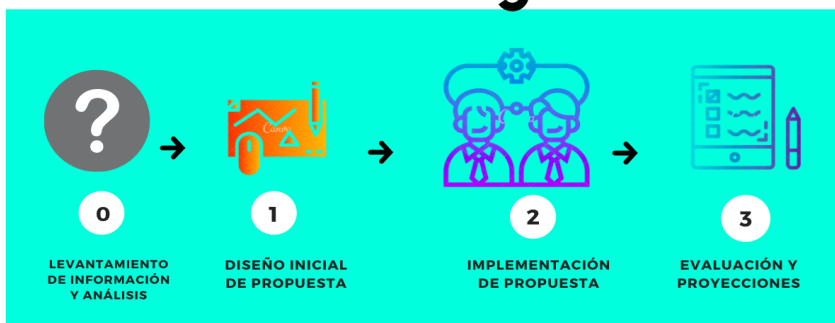 0
LEVANTAMIENTO
DE INFORMACIÓN
Y ANÁLISIS
1
DISEÑO INICIAL
DE PROPUESTA
2
IMPLEMENTACIÓN
DE PROPUESTA
3
EVALUACIÓN Y
PROYECCIONES